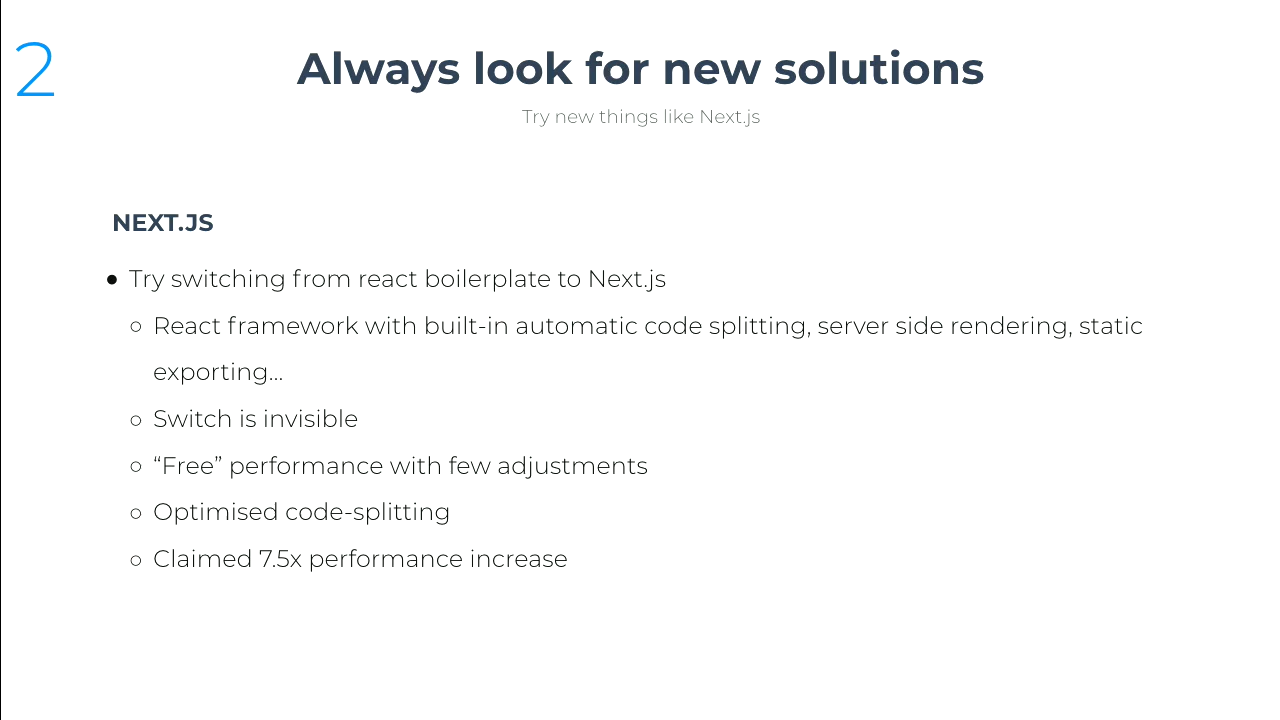 2
Always look for new solutions
Try new things like Next.js
NEXT.JS
● Try switching from react boilerplate to Next.js
○ React framework with built-in automatic code splitting, server side rendering, static
exporting...
○ Switch is invisible
○ “Free” performance with few adjustments
○ Optimised code-splitting
○ Claimed 7.5x performance increase